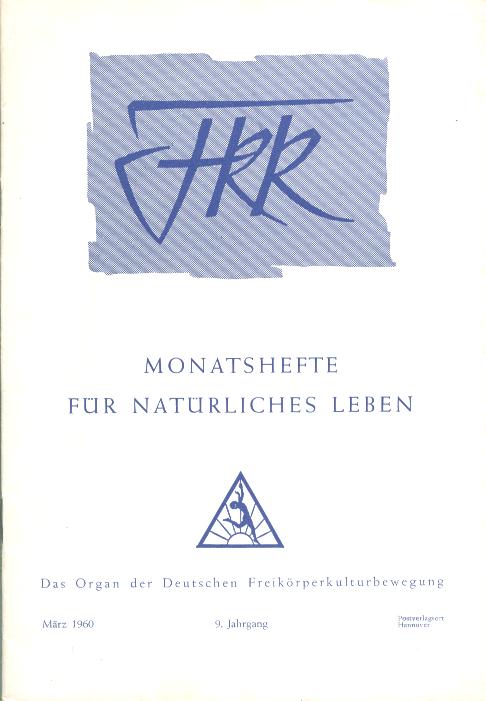 FKK
MONATSHEFTE
FÜR NATÜRLICHES LEBEN
Das Organ der Deutschen Freikörperkulturbewegung
März 1960 9. Jahrgang Postverlagsort
Hannover